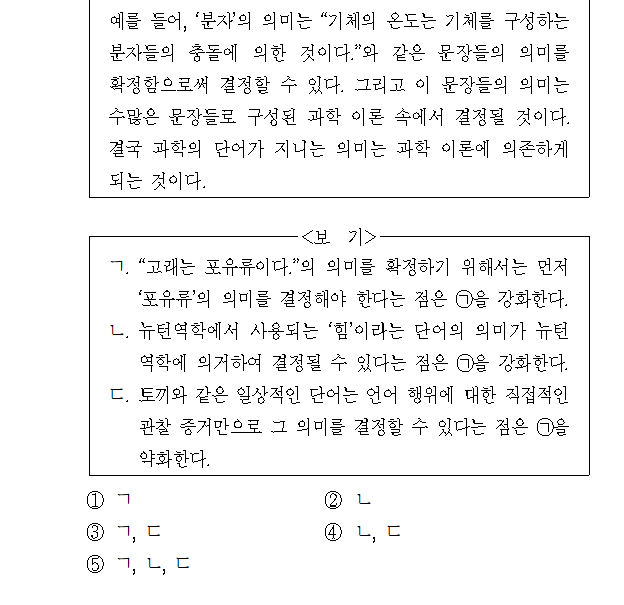 예를 들어, ‘분자’의 의미는 “기체의 온도는 기체를 구성하는
분자들의 충돌에 의한 것이다.”와 같은 문장들의 의미를
확정함으로써 결정할 수 있다. 그리고 이 문장들의 의미는
수많은 문장들로 구성된 과학 이론 속에서 결정될 것이다.
결국 과학의 단어가 지니는 의미는 과학 이론에 의존하게
되는 것이다.
<보 기>
ㄱ. “고래는 포유류이다.”의 의미를 확정하기 위해서는 먼저
‘포유류’의 의미를 결정해야 한다는 점은 ㉠을 강화한다.
ㄴ. 뉴턴역학에서 사용되는 ‘힘’이라는 단어의 의미가 뉴턴
역학에 의거하여 결정될 수 있다는 점은 ㉠을 강화한다.
ㄷ. 토끼와 같은 일상적인 단어는 언어 행위에 대한 직접적인
관찰 증거만으로 그 의미를 결정할 수 있다는 점은 ㉠을
약화한다.
① ㄱ ② ㄴ
③ ㄱ, ㄷ ④ ㄴ, ㄷ
⑤ ㄱ, ㄴ, ㄷ